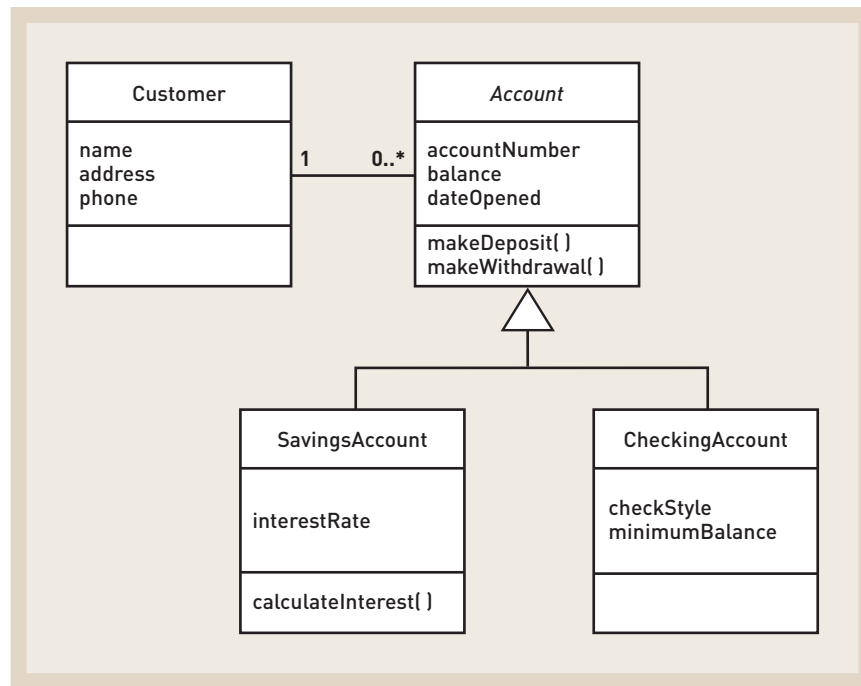 Customer
name
address
phone
1
0..*
Account
accountNumber
balance
dateOpened
makeDeposit( )
makeWithdrawal( )
SavingsAccount
interestRate
calculateInterest( )
CheckingAccount
checkStyle
minimumBalance